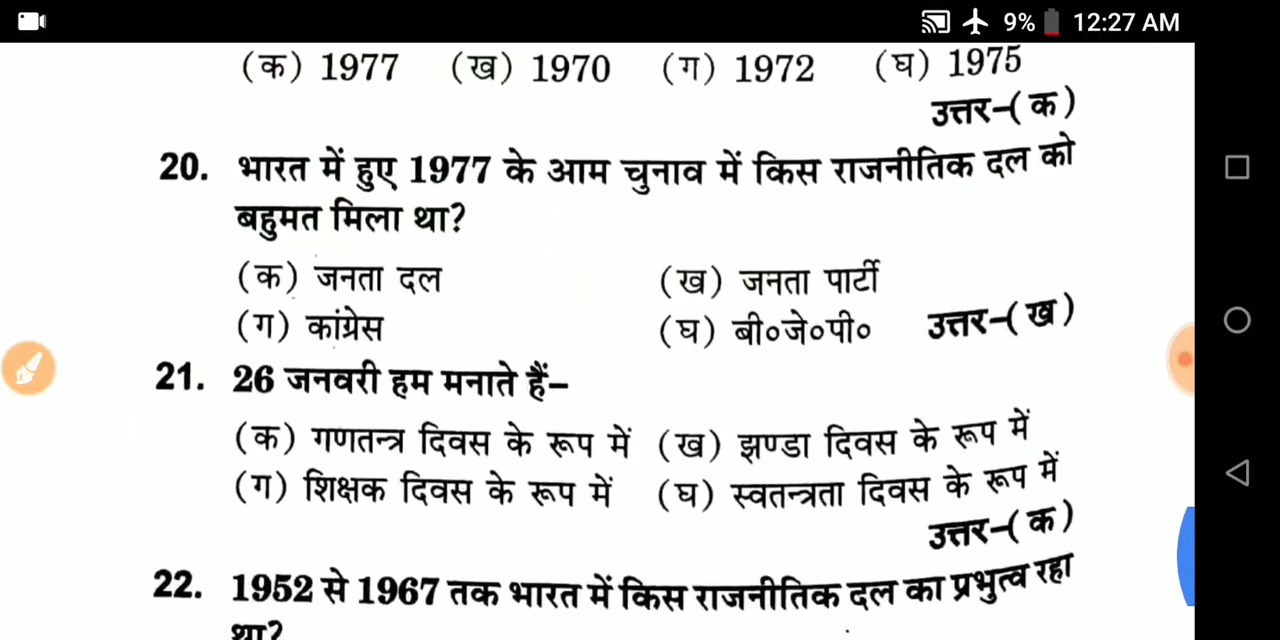 9% 12:27 AM
(क) 1977 (ख) 1970 (ग) 1972 (घ) 1975
उत्तर–(क)
20. भारत में हुए 1977 के आम चुनाव में किस राजनीतिक दल को
बहुमत मिला था?
(क) जनता दल (ख) जनता पार्टी
(ग) कांग्रेस (घ) बी०जे०पी० उत्तर–(ख)
21. 26 जनवरी हम मनाते हैं–
(क) गणतन्त्र दिवस के रूप में (ख) झण्डा दिवस के रूप में
(ग) शिक्षक दिवस के रूप में (घ) स्वतन्त्रता दिवस के रूप में
उत्तर–(क)
22. 1952 से 1967 तक भारत में किस राजनीतिक दल का प्रभुत्व रहा
था?